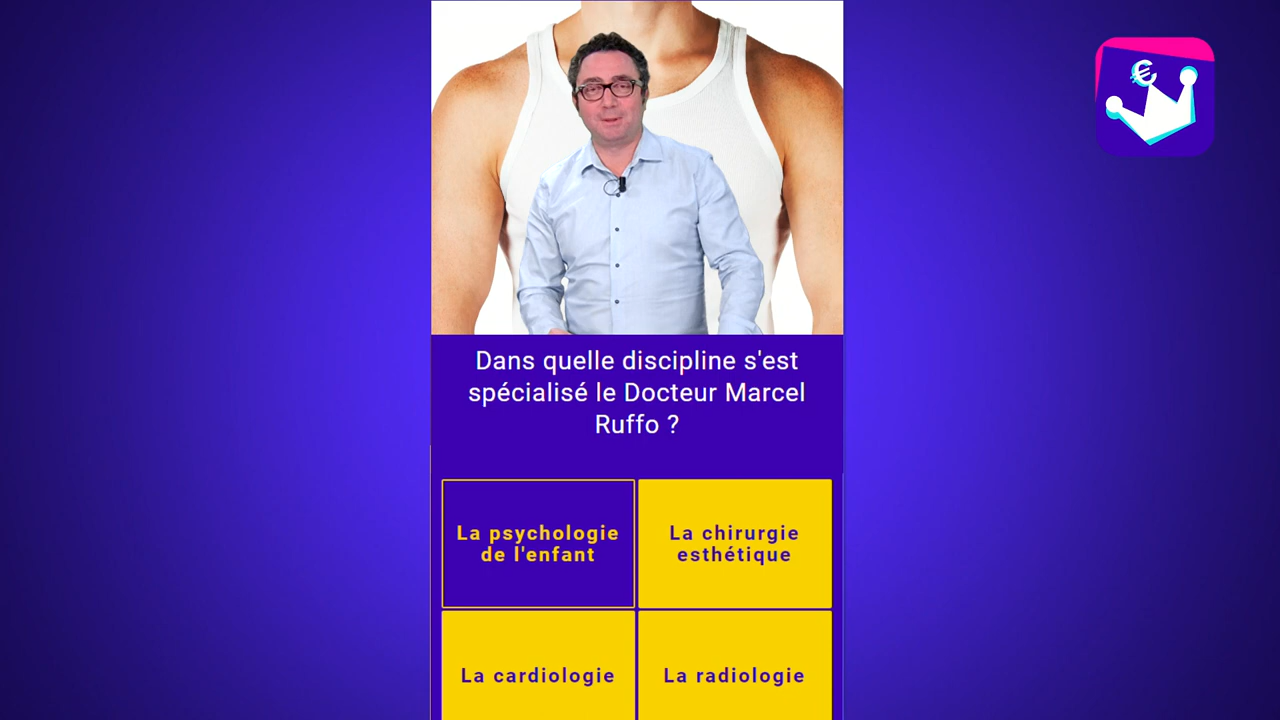 €
Dans quelle discipline s'est
spécialisé le Docteur Marcel
Ruffo ?
La psychologie
de l'enfant
La chirurgie
esthétique
La cardiologie
La radiologie